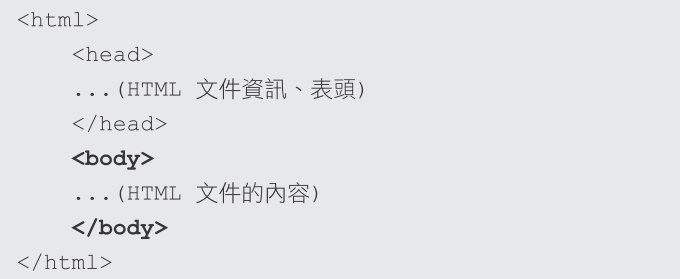 <html>
<head>
...(HTML 文件資訊、表頭)
</head>
<body>
...(HTML 文件的內容)
</body>
</html>